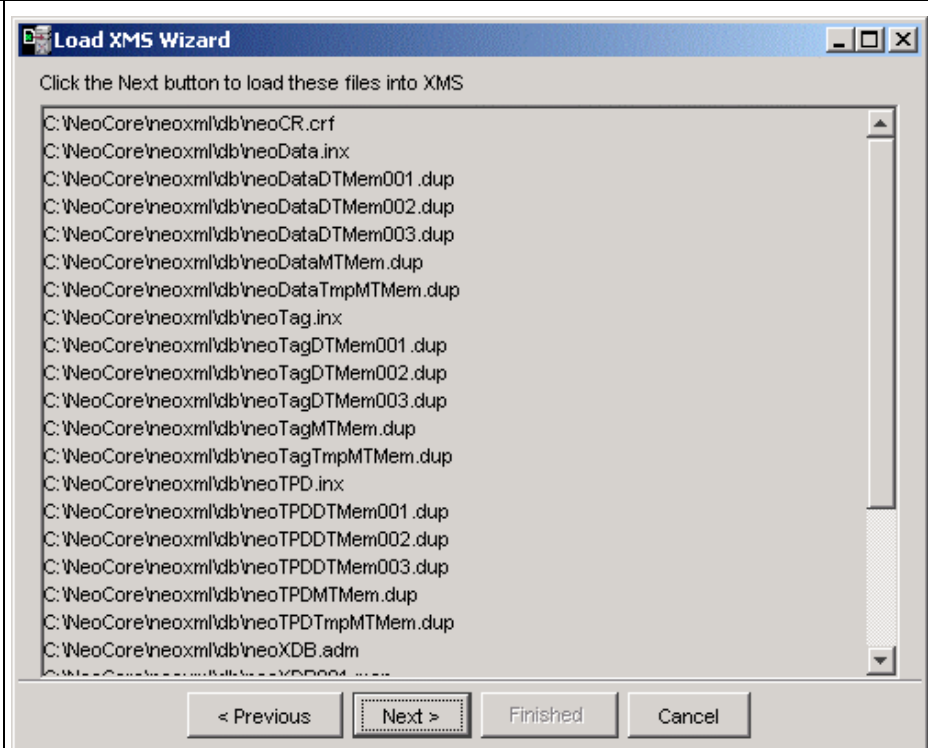 Load XMS Wizard
Click the Next button to load these files into XMS
C:\NeoCore\neoxml\db\neoCR.crf
C:\NeoCore\neoxml\db\neoData.inx
C:\NeoCore\neoxml\db\neoDataDTMem001.dup
C:\NeoCore\neoxml\db\neoDataDTMem002.dup
C:\NeoCore\neoxml\db\neoDataDTMem003.dup
C:\NeoCore\neoxml\db\neoDataMTMem.dup
C:\NeoCore\neoxml\db\neoDataTmpMTMem.dup
C:\NeoCore\neoxml\db\neoTag.inx
C:\NeoCore\neoxml\db\neoTagDTMem001.dup
C:\NeoCore\neoxml\db\neoTagDTMem002.dup
C:\NeoCore\neoxml\db\neoTagDTMem003.dup
C:\NeoCore\neoxml\db\neoTagMTMem.dup
C:\NeoCore\neoxml\db\neoTagTmpMTMem.dup
C:\NeoCore\neoxml\db\neoTPD.inx
C:\NeoCore\neoxml\db\neoTPDDTMem001.dup
C:\NeoCore\neoxml\db\neoTPDDTMem002.dup
C:\NeoCore\neoxml\db\neoTPDDTMem003.dup
C:\NeoCore\neoxml\db\neoTPDMTMem.dup
C:\NeoCore\neoxml\db\neoTPDTmpMTMem.dup
C:\NeoCore\neoxml\db\neoXDB.adm
< Previous Next > Finished Cancel